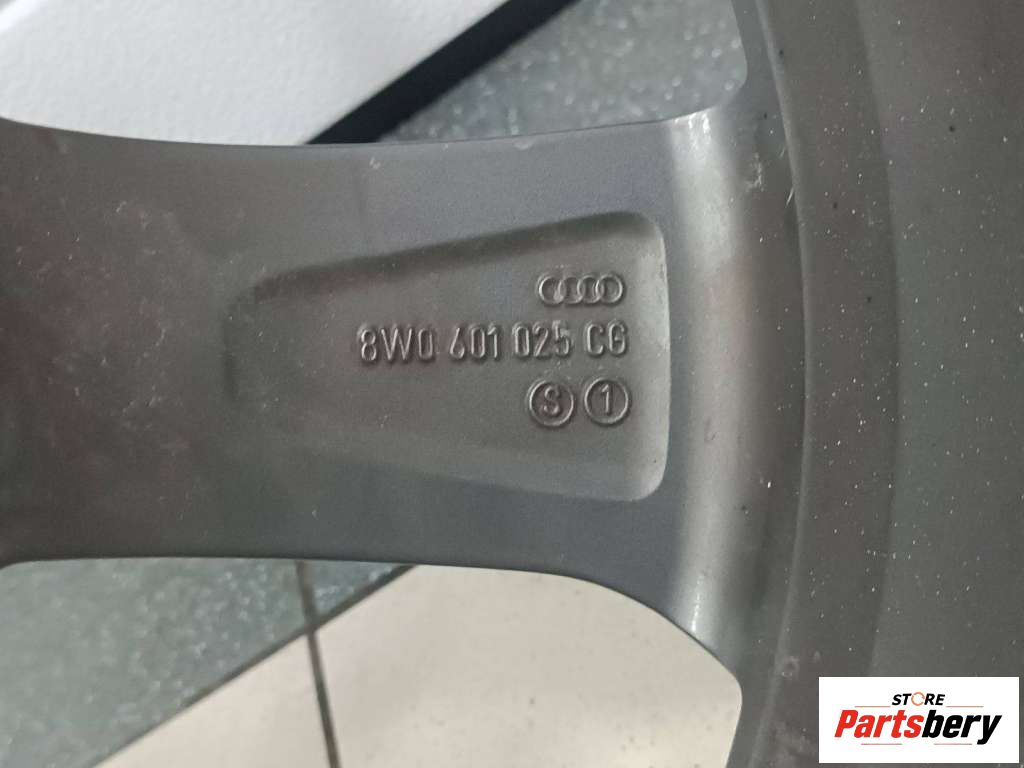 8W0 601 025 CG
S 1
STORE
Partsbery